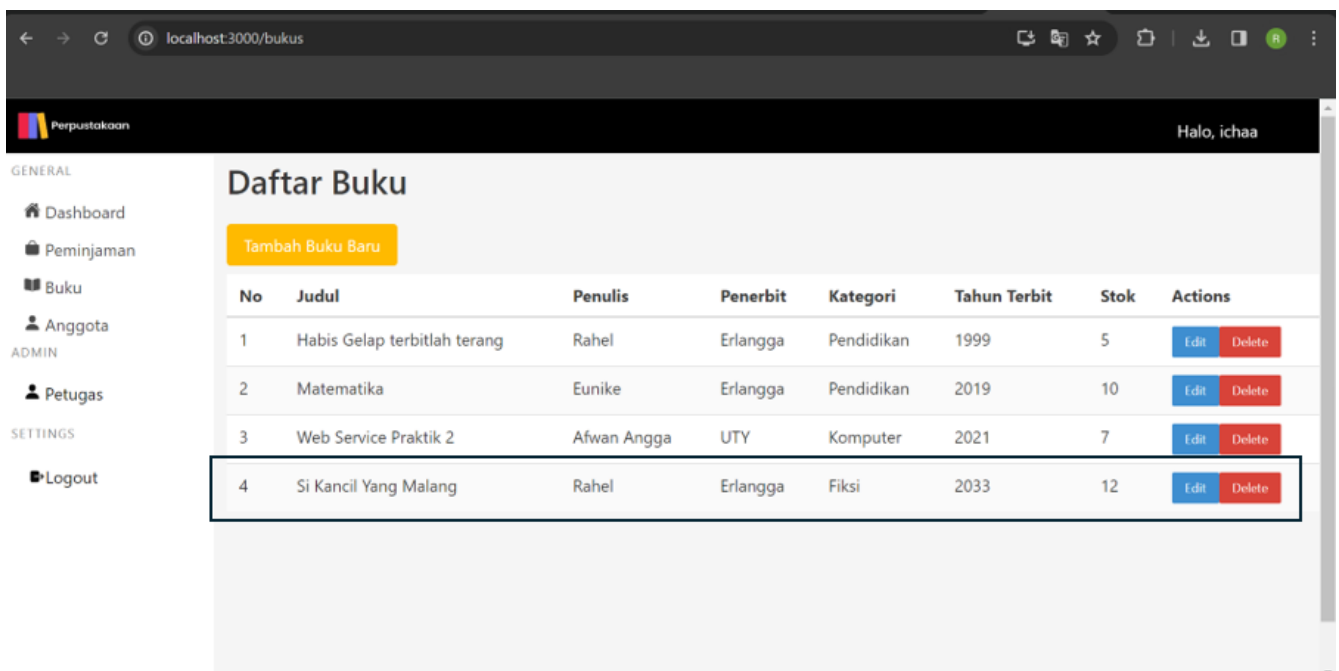 localhost:3000/bukus
R
Perpustakaan
Halo, ichaa
GENERAL
Dashboard
Peminjaman
Buku
Anggota
ADMIN
Petugas
SETTINGS
Logout
Daftar Buku
Tambah Buku Baru
No Judul Penulis Penerbit Kategori Tahun Terbit Stok Actions
1 Habis Gelap terbitlah terang Rahel Erlangga Pendidikan 1999 5 Edit Delete
2 Matematika Eunike Erlangga Pendidikan 2019 10 Edit Delete
3 Web Service Praktik 2 Afwan Angga UTY Komputer 2021 7 Edit Delete
4 Si Kancil Yang Malang Rahel Erlangga Fiksi 2033 12 Edit Delete